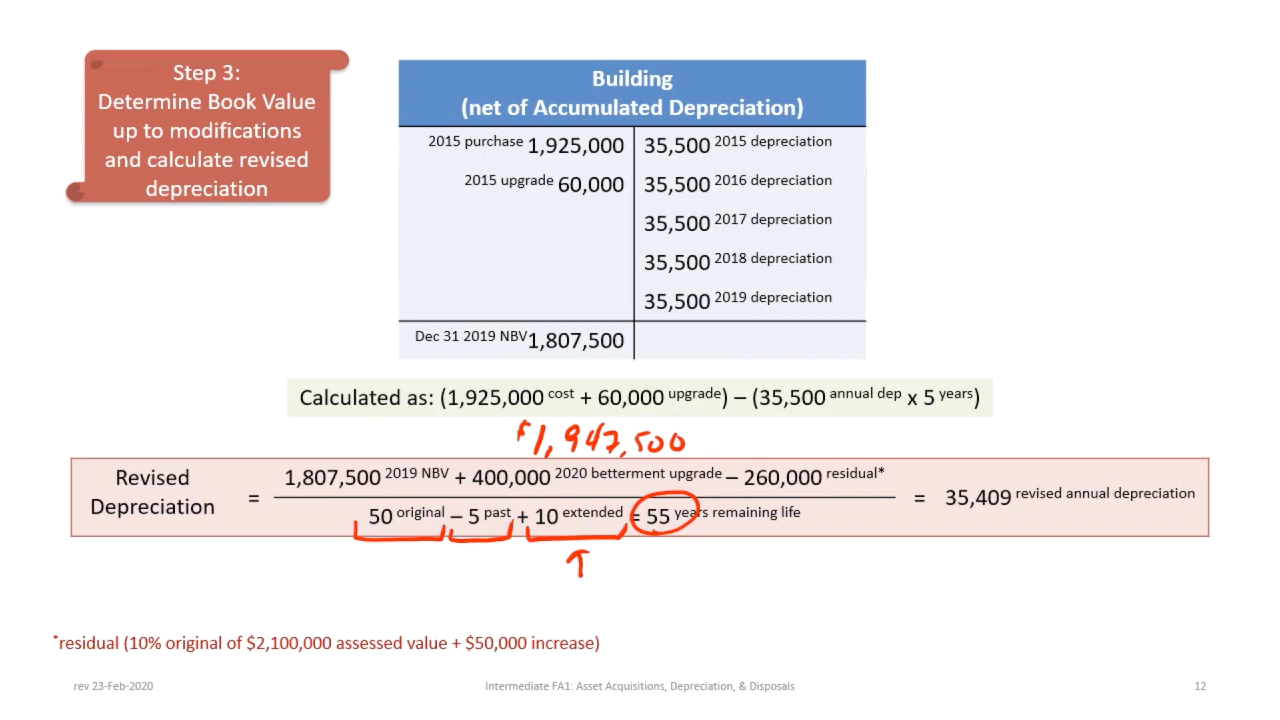 Step 3:
Determine Book Value
up to modifications
and calculate revised
depreciation
Building
(net of Accumulated Depreciation)
2015 purchase 1,925,000 35,500 2015 depreciation
2015 upgrade 60,000 35,500 2016 depreciation
35,500 2017 depreciation
35,500 2018 depreciation
35,500 2019 depreciation
Dec 31 2019 NBV 1,807,500
Calculated as: (1,925,000 cost + 60,000 upgrade) – (35,500 annual dep x 5 years)
$1,947,500
Revised
Depreciation
=
1,807,500 2019 NBV + 400,000 2020 betterment upgrade – 260,000 residual*
50 original – 5 past + 10 extended = 55 years remaining life
= 35,409 revised annual depreciation
*residual (10% original of $2,100,000 assessed value + $50,000 increase)
rev 23-Feb-2020
Intermediate FA1: Asset Acquisitions, Depreciation, & Disposals
12